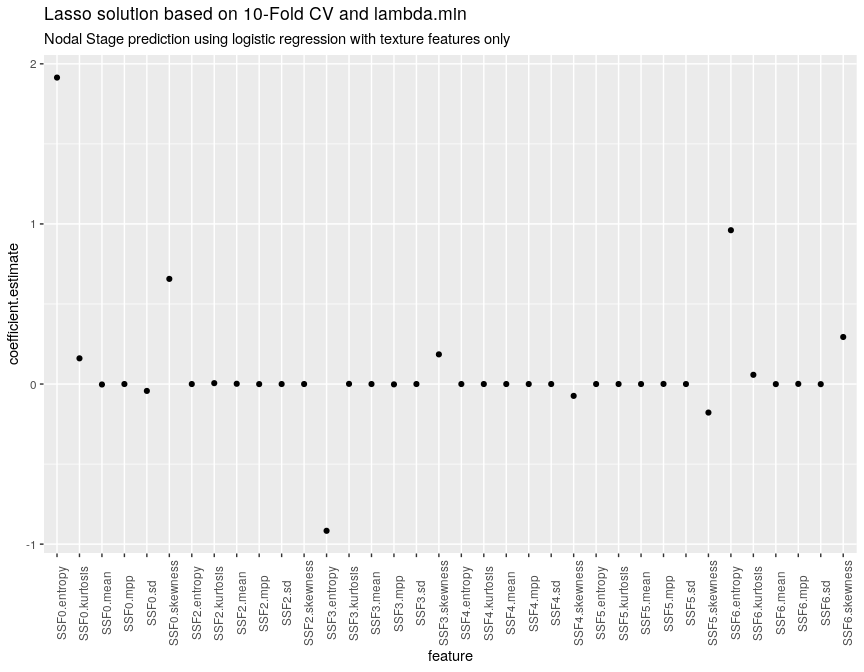 Lasso solution based on 10-Fold CV and lambda.min
Nodal Stage prediction using logistic regression with texture features only
2
1
0
-1
coefficient.estimate
SSF0.entropy
SSF0.kurtosis
SSF0.mean
SSF0.mpp
SSF0.sd
SSF0.skewness
SSF2.entropy
SSF2.kurtosis
SSF2.mean
SSF2.mpp
SSF2.sd
SSF2.skewness
SSF3.entropy
SSF3.kurtosis
SSF3.mean
SSF3.mpp
SSF3.sd
SSF3.skewness
SSF4.entropy
SSF4.kurtosis
SSF4.mean
SSF4.mpp
SSF4.sd
SSF4.skewness
SSF5.entropy
SSF5.kurtosis
SSF5.mean
SSF5.mpp
SSF5.sd
SSF5.skewness
SSF6.entropy
SSF6.kurtosis
SSF6.mean
SSF6.mpp
SSF6.sd
SSF6.skewness
feature